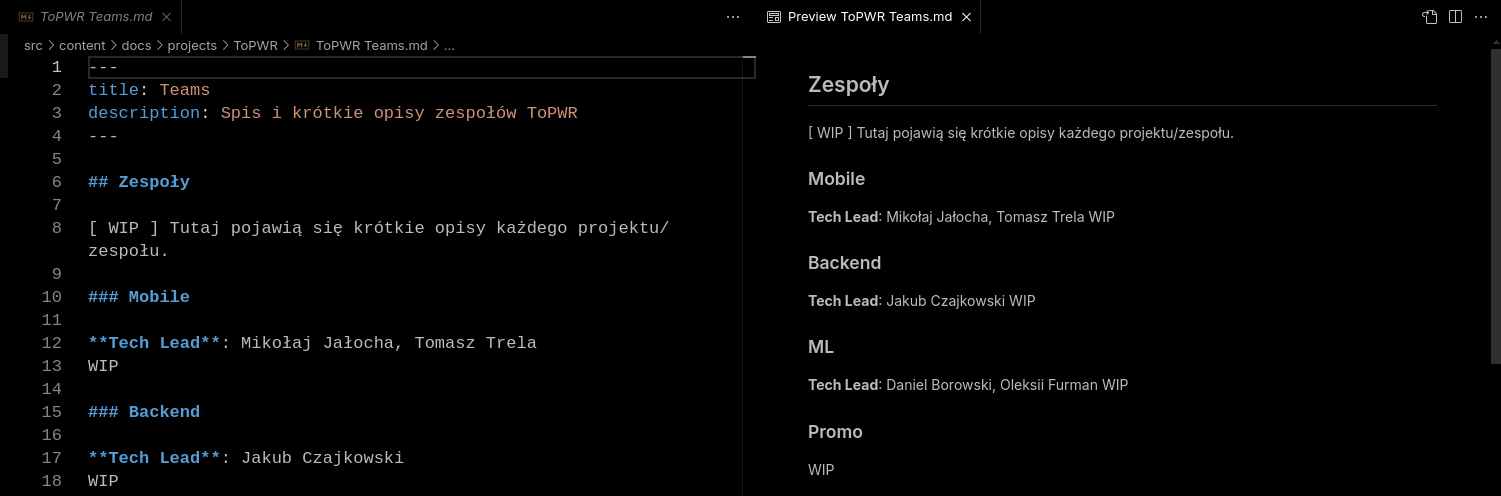 ToPWR Teams.md
src > content > docs > projects > ToPWR > ToPWR Teams.md > ...
1 ---
2 title: Teams
3 description: Spis i krótkie opisy zespołów ToPWR
4 ---
5
6 ## Zespoły
7
8 [ WIP ] Tutaj pojawią się krótkie opisy każdego projektu/
zespołu.
9
10 ### Mobile
11
12 **Tech Lead**: Mikołaj Jałocha, Tomasz Trela
13 WIP
14
15 ### Backend
16
17 **Tech Lead**: Jakub Czajkowski
18 WIP
Preview ToPWR Teams.md
Zespoły
[ WIP ] Tutaj pojawią się krótkie opisy każdego projektu/zespołu.
Mobile
Tech Lead: Mikołaj Jałocha, Tomasz Trela WIP
Backend
Tech Lead: Jakub Czajkowski WIP
ML
Tech Lead: Daniel Borowski, Oleksii Furman WIP
Promo
WIP